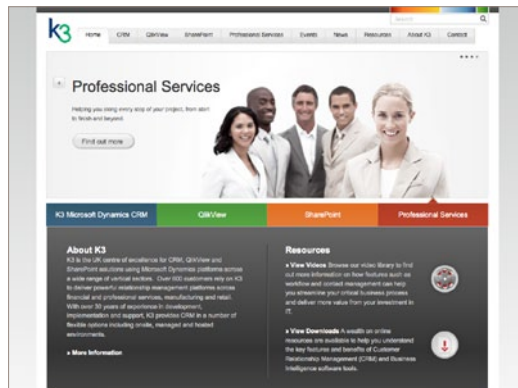 Search
K3
Home CRM QlikView SharePoint Professional Services Events News Resources About K3 Contact
Professional Services
Helping you along every stop of your project, from start
to finish and beyond.
Find out more
K3 Microsoft Dynamics CRM QlikView SharePoint Professional Services
About K3
K3 is the UK centre of excellence for CRM, QlikView and
SharePoint solutions using Microsoft Dynamics platforms across
a wide range of vertical sectors. Over 600 customers rely on K3
to deliver powerful relationship management platforms across
financial and professional services, manufacturing and retail.
With over 30 years of experience in development,
implementation and support, K3 provides CRM in a number of
flexible options including onsite, managed and hosted
environments.
» More Information
Resources
» View Videos Browse our video library to find
out more information on how features such as
workflow and contact management can help
you streamline your critical business process
and deliver more value from your investment in
IT.
» View Downloads A wealth on online
resources are available to help you understand
the key features and benefits of Customer
Relationship Management (CRM) and Business
Intelligence software tools.